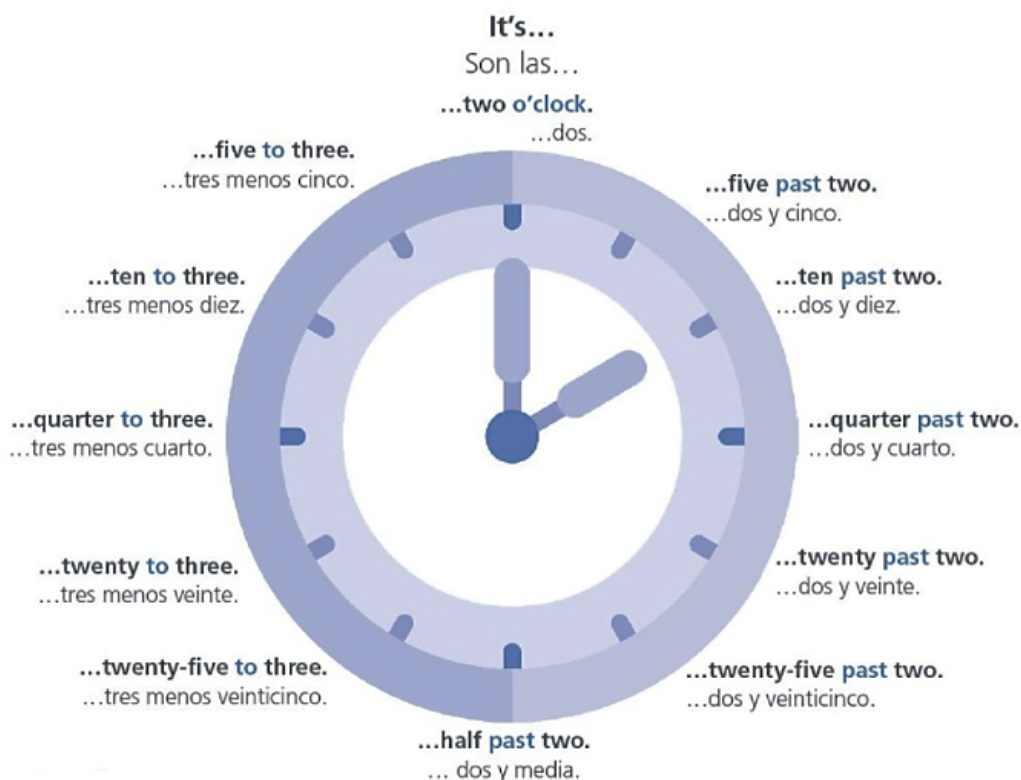 It's...
Son las...
...two o'clock.
...dos.
...five past two.
...dos y cinco.
...ten past two.
...dos y diez.
...quarter past two.
...dos y cuarto.
...twenty past two.
...dos y veinte.
...twenty-five past two.
...dos y veinticinco.
...half past two.
... dos y media.
...twenty-five to three.
...tres menos veinticinco.
...twenty to three.
...tres menos veinte.
...quarter to three.
...tres menos cuarto.
...ten to three.
...tres menos diez.
...five to three.
...tres menos cinco.